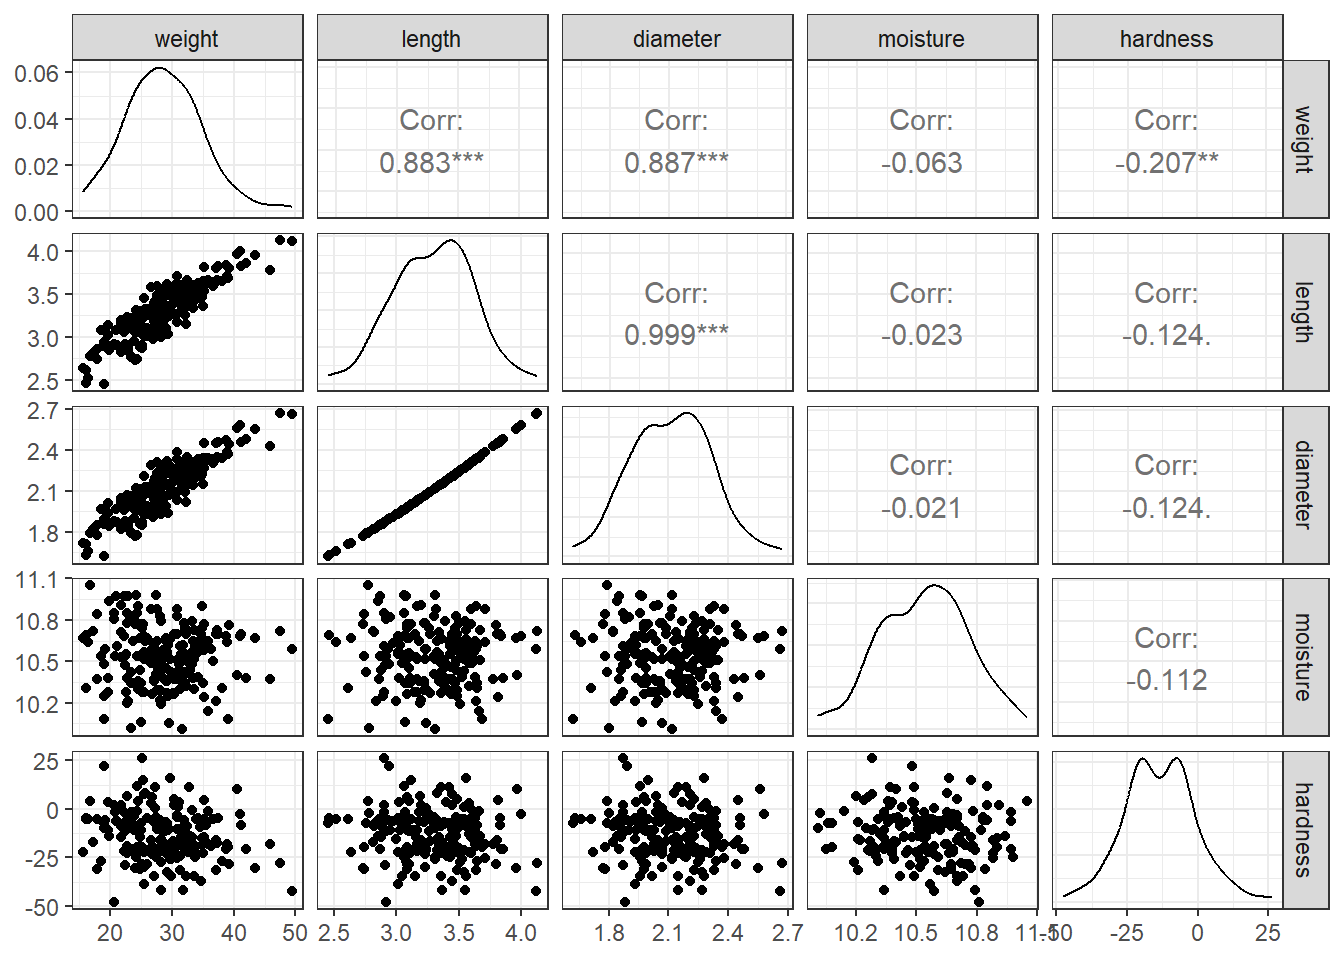 weight length diameter moisture hardness
0.06
0.04
0.02
0.00
Corr:
0.883***
Corr:
0.887***
Corr:
-0.063
Corr:
-0.207**
weight
4.0
3.5
3.0
2.5
Corr:
0.999***
Corr:
-0.023
Corr:
-0.124.
length
2.7
2.4
2.1
1.8
Corr:
-0.021
Corr:
-0.124.
diameter
11.1
10.8
10.5
10.2
Corr:
-0.112
moisture
25
0
-25
-50
hardness
20 30 40 50 2.5 3.0 3.5 4.0 1.8 2.1 2.4 2.7 10.2 10.5 10.8 11.1 -50 -25 0 25